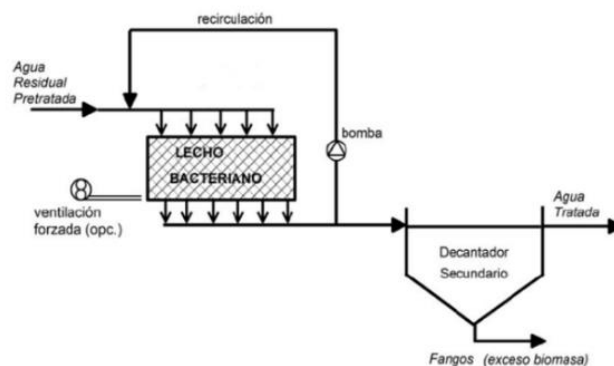 recirculación
Agua
Residual
Pretratada
bomba
LECHO
BACTERIANO
ventilación
forzada (opc.)
Agua
Tratada
Decantador
Secundario
Fangos (exceso biomasa)